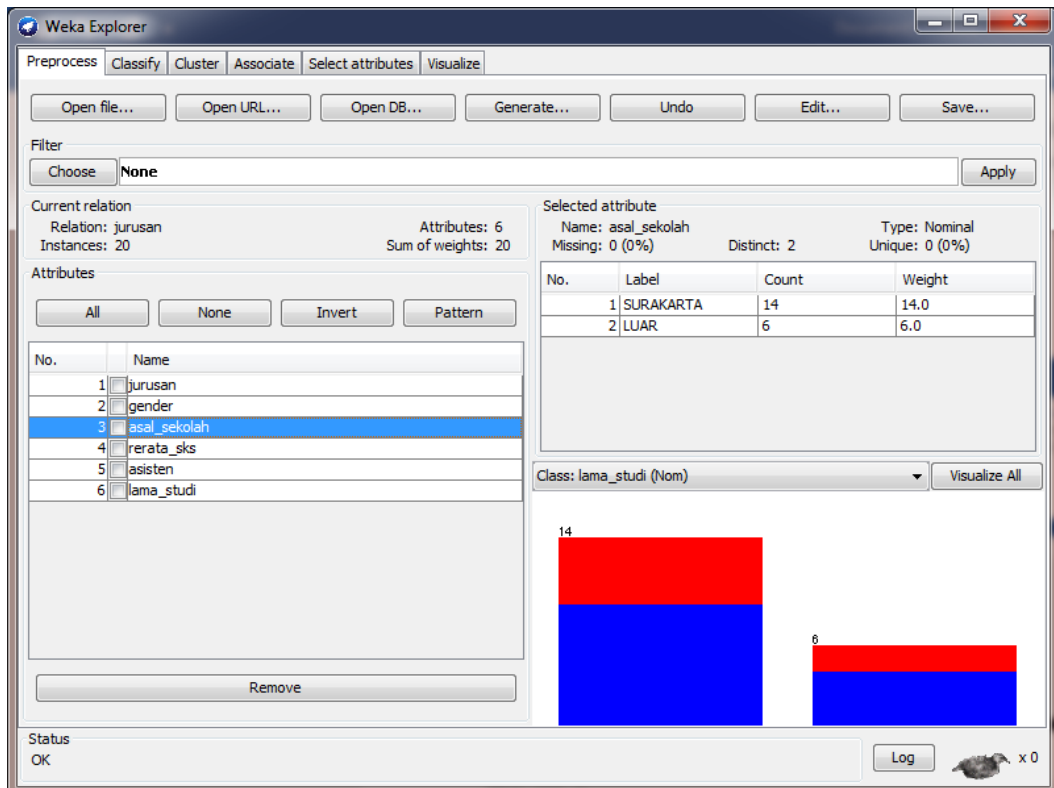 Weka Explorer
Preprocess Classify Cluster Associate Select attributes Visualize
Open file... Open URL... Open DB... Generate... Undo Edit... Save...
Filter
Choose None Apply
Current relation
Relation: jurusan Attributes: 6
Instances: 20 Sum of weights: 20
Attributes
All None Invert Pattern
No. Name
1 jurusan
2 gender
3 asal_sekolah
4 rerata_sks
5 asisten
6 lama_studi
Remove
Selected attribute
Name: asal_sekolah Type: Nominal
Missing: 0 (0%) Distinct: 2 Unique: 0 (0%)
No. Label Count Weight
1 SURAKARTA 14 14.0
2 LUAR 6 6.0
Class: lama_studi (Nom) Visualize All
14
6
Status
OK
Log x 0